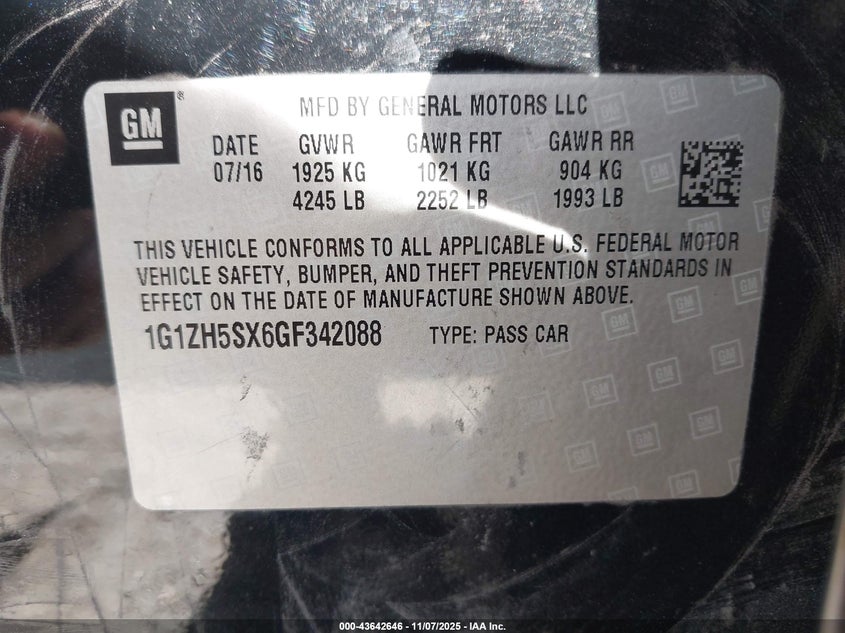 GM®
MFD BY GENERAL MOTORS LLC
DATE GVWR GAWR FRT GAWR RR
07/16 1925 KG 1021 KG 904 KG
4245 LB 2252 LB 1993 LB
THIS VEHICLE CONFORMS TO ALL APPLICABLE U.S. FEDERAL MOTOR
VEHICLE SAFETY, BUMPER, AND THEFT PREVENTION STANDARDS IN
EFFECT ON THE DATE OF MANUFACTURE SHOWN ABOVE.
1G1ZH5SX6GF342088 TYPE: PASS CAR
000-43642646 - 11/07/2025 - IAA Inc.